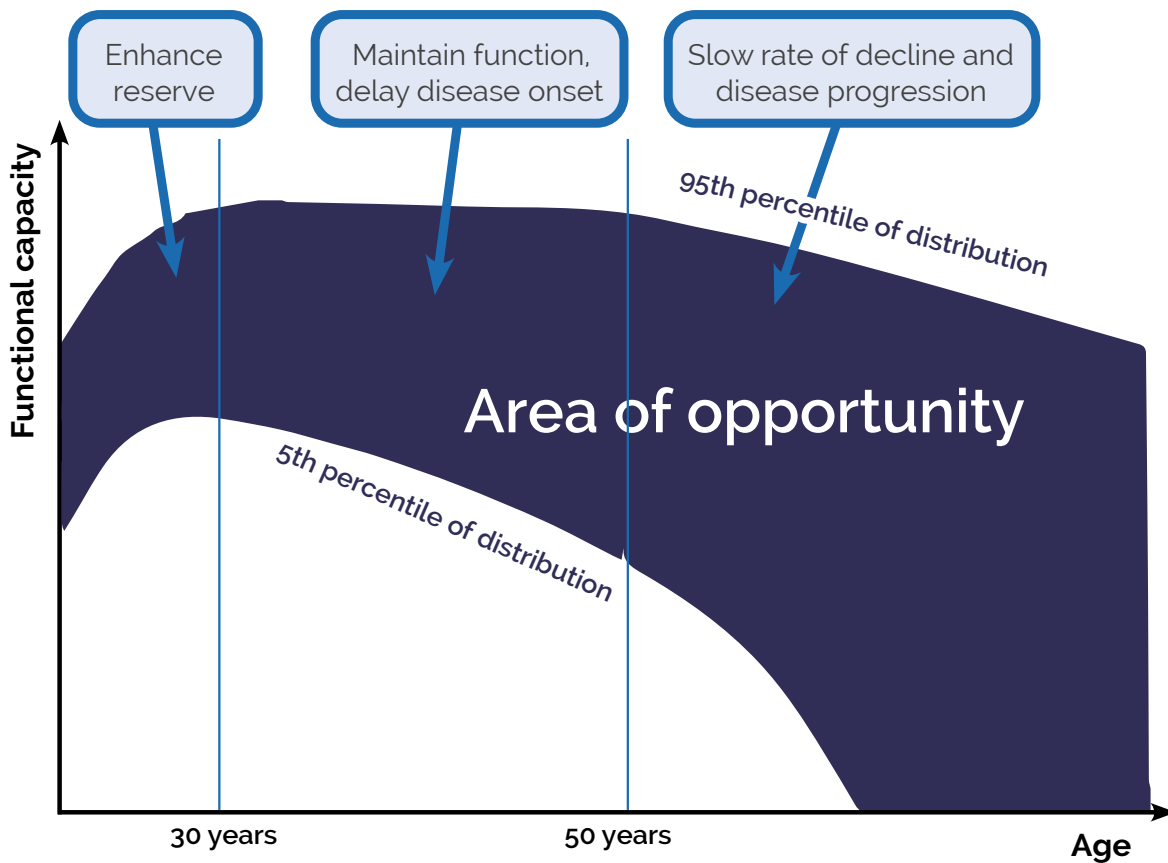 Enhance
reserve
Maintain function,
delay disease onset
Slow rate of decline and
disease progression
Functional capacity
95th percentile of distribution
Area of opportunity
5th percentile of distribution
30 years
50 years
Age